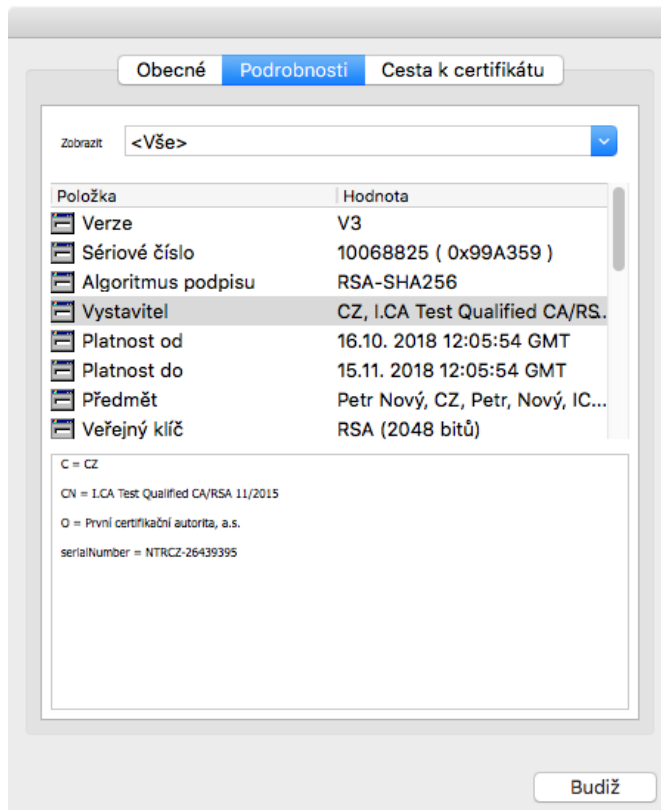 Obecné Podrobnosti Cesta k certifikátu
Zobrazit <Vše>
Položka Hodnota
Verze V3
Sériové číslo 10068825 ( 0x99A359 )
Algoritmus podpisu RSA-SHA256
Vystavitel CZ, I.CA Test Qualified CA/RS..
Platnost od 16.10. 2018 12:05:54 GMT
Platnost do 15.11. 2018 12:05:54 GMT
Předmět Petr Nový, CZ, Petr, Nový, IC...
Veřejný klíč RSA (2048 bitů)
C = CZ
CN = I.CA Test Qualified CA/RSA 11/2015
O = První certifikační autorita, a.s.
serialNumber = NTRCZ-26439395
Budiž